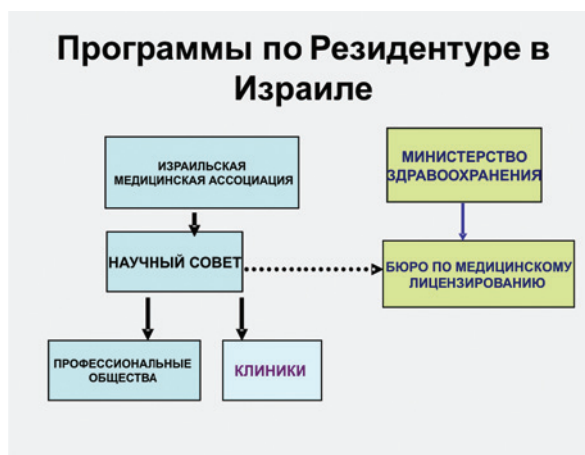 Программы по Резидентуре в
Израиле
ИЗРАИЛЬСКАЯ
МЕДИЦИНСКАЯ АССОЦИАЦИЯ
МИНИСТЕРСТВО
ЗДРАВООХРАНЕНИЯ
НАУЧНЫЙ СОВЕТ
БЮРО ПО МЕДИЦИНСКОМУ
ЛИЦЕНЗИРОВАНИЮ
ПРОФЕССИОНАЛЬНЫЕ
ОБЩЕСТВА
КЛИНИКИ